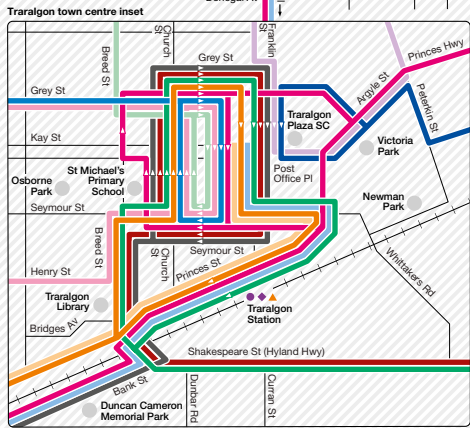 Traralgon town centre inset
Church
St
Franklin
St
Breed St
Grey St
Princes Hwy
Argyle St
Peterkin St
Grey St
Traralgon
Plaza SC
Kay St
Victoria
Park
St Michael's
Primary
School
Post
Office Pl
Osborne
Park
Newman
Park
Seymour St
Breed St
Seymour St
Church
St
Princes St
Whittakers Rd
Henry St
Traralgon
Library
Traralgon
Station
Bridges Av
Shakespeare St (Hyland Hwy)
Bank St
Dunbar Rd
Curran St
Duncan Cameron
Memorial Park